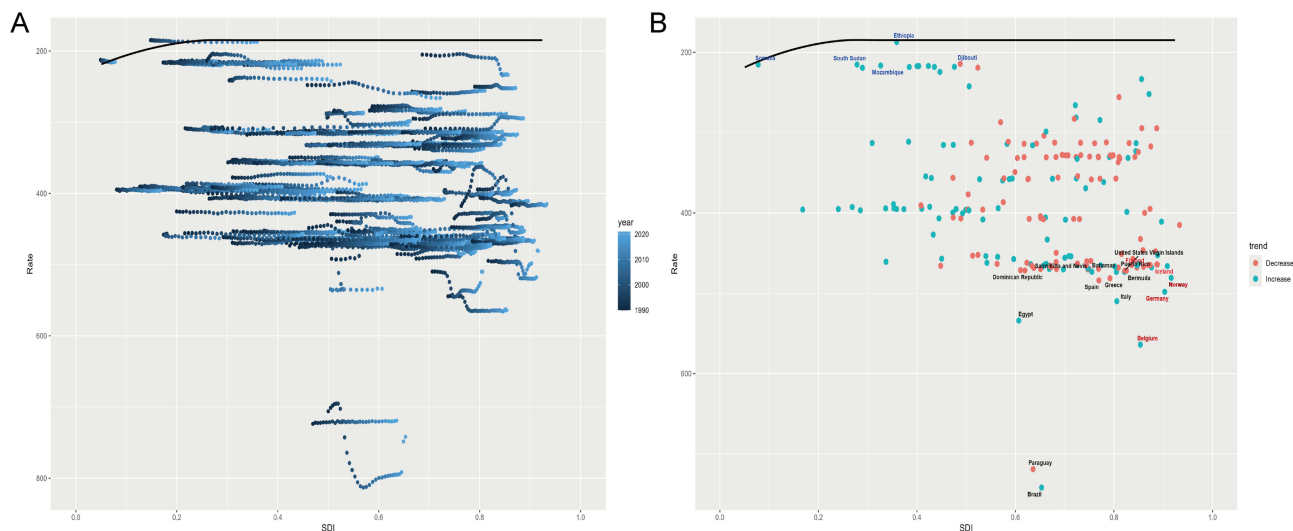 A
200
400
600
800
Rate
0.0
0.2
0.4
0.6
0.8
1.0
SDI
year
2020
2010
2000
1990
B
200
400
600
Rate
0.0
0.2
0.4
0.6
0.8
1.0
SDI
Ethiopia
Somalia
South Sudan
Djibouti
Mozambique
United States Virgin Islands
Saint Kitts and Nevis
Bahamas
Puerto Rico
Iceland
Dominican Republic
Bermuda
Spain
Greece
Norway
Italy
Germany
Egypt
Belgium
Paraguay
Brazil
trend
Decrease
Increase